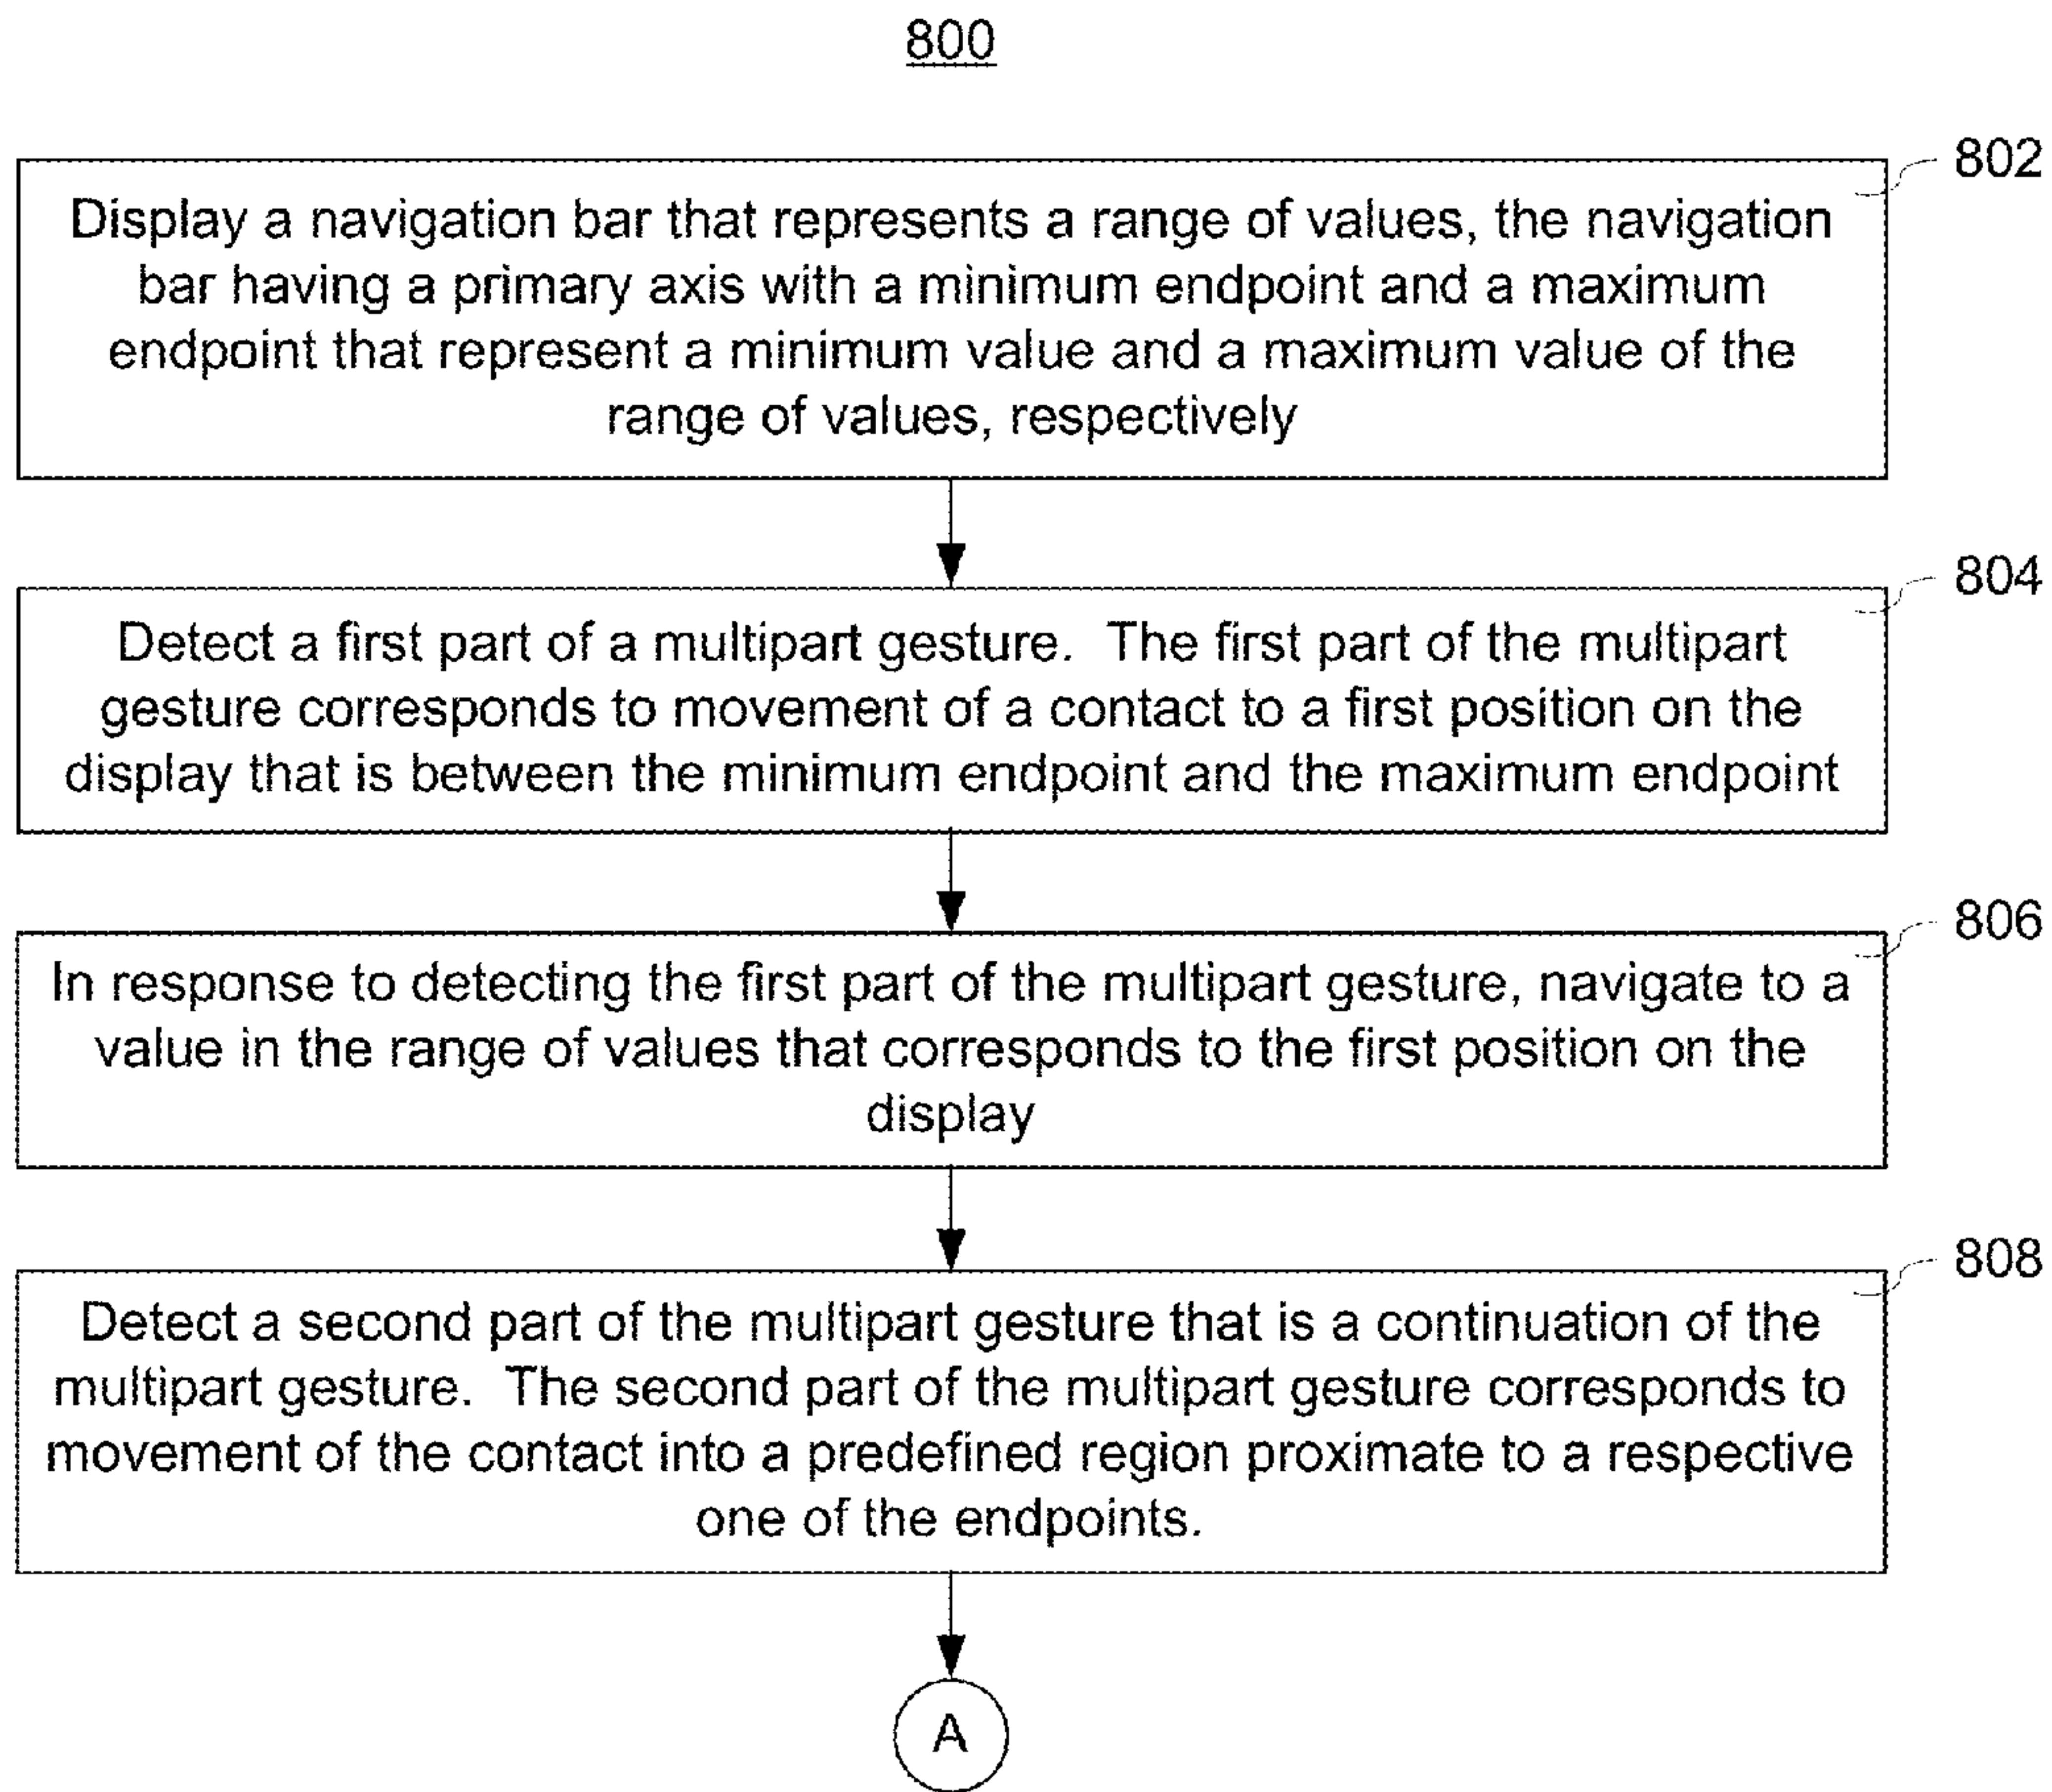 800
802
Display a navigation bar that represents a range of values, the navigation
bar having a primary axis with a minimum endpoint and a maximum
endpoint that represent a minimum value and a maximum value of the
range of values, respectively
804
Detect a first part of a multipart gesture.  The first part of the multipart
gesture corresponds to movement of a contact to a first position on the
display that is between the minimum endpoint and the maximum endpoint
806
In response to detecting the first part of the multipart gesture, navigate to a
value in the range of values that corresponds to the first position on the
display
808
Detect a second part of the multipart gesture that is a continuation of the
multipart gesture.  The second part of the multipart gesture corresponds to
movement of the contact into a predefined region proximate to a respective
one of the endpoints.
A